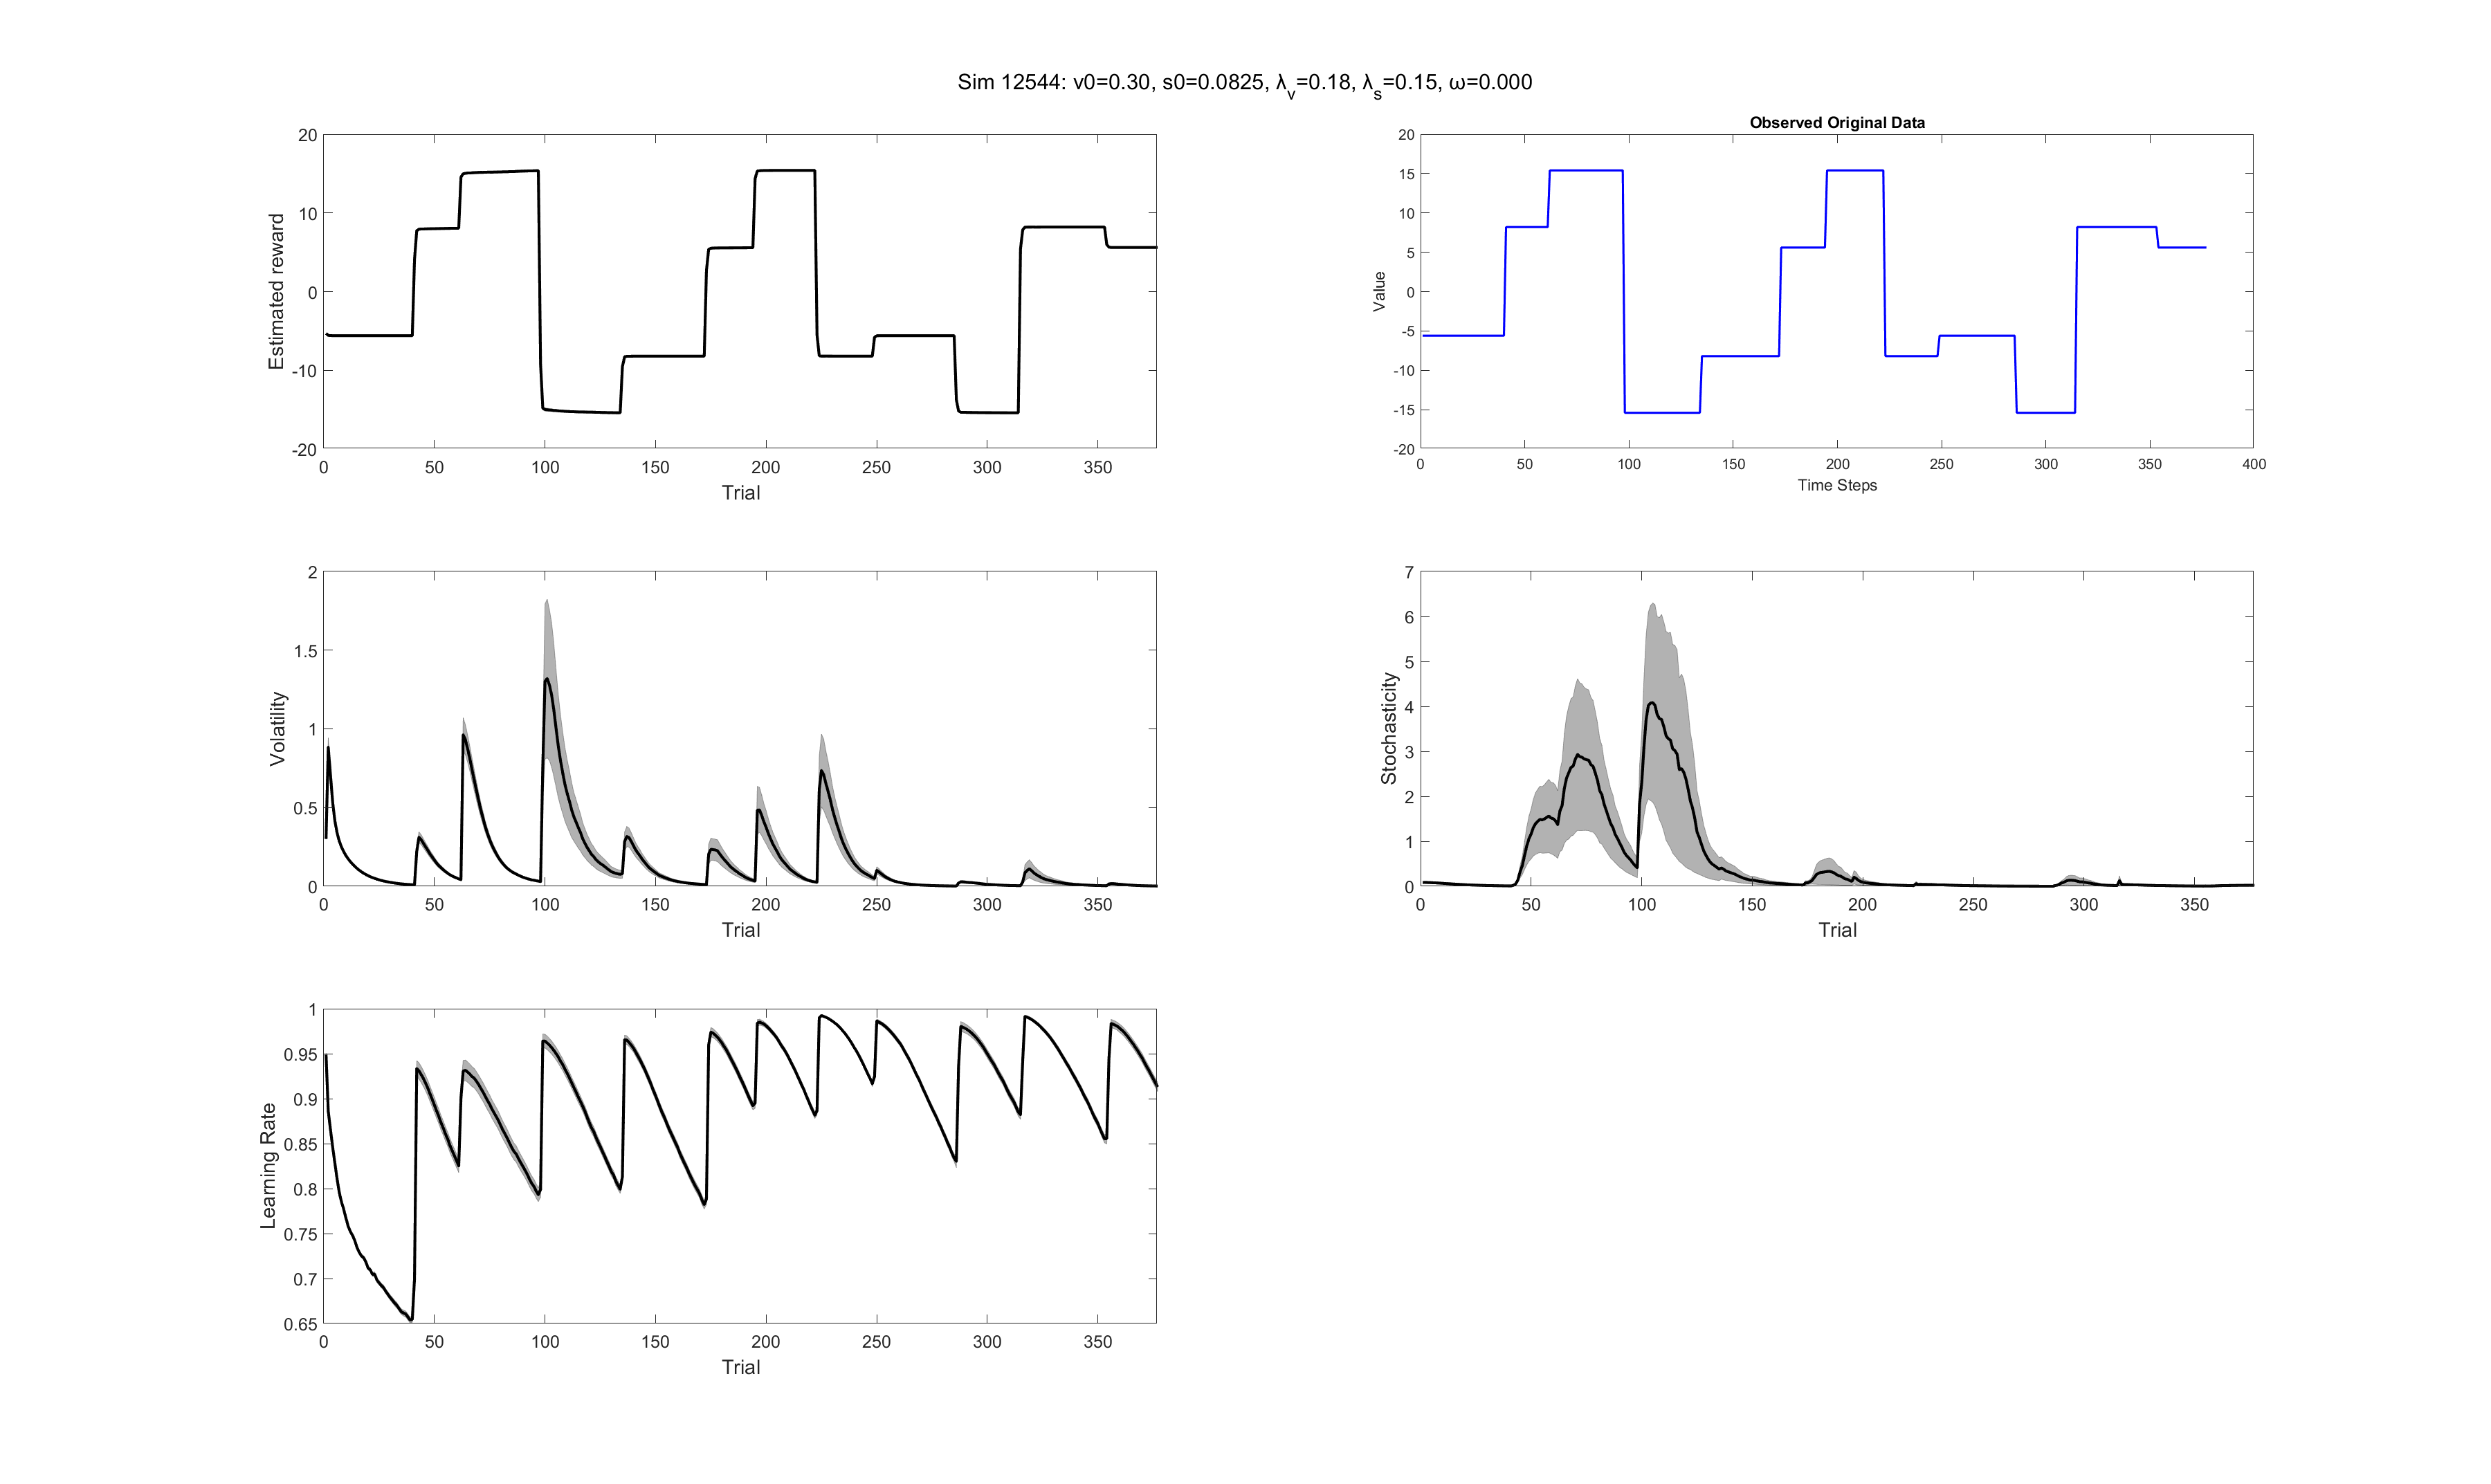 Sim 12544: v0=0.30, s0=0.0825, λv=0.18, λs=0.15, ω=0.000
20
10
0
-10
-20
Estimated reward
0 50 100 150 200 250 300 350
Trial
Observed Original Data
20
15
10
5
0
-5
-10
-15
-20
Value
0 50 100 150 200 250 300 350 400
Time Steps
2
1.5
1
0.5
0
Volatility
0 50 100 150 200 250 300 350
Trial
7
6
5
4
3
2
1
0
Stochasticity
0 50 100 150 200 250 300 350
Trial
1
0.95
0.9
0.85
0.8
0.75
0.7
0.65
Learning Rate
0 50 100 150 200 250 300 350
Trial